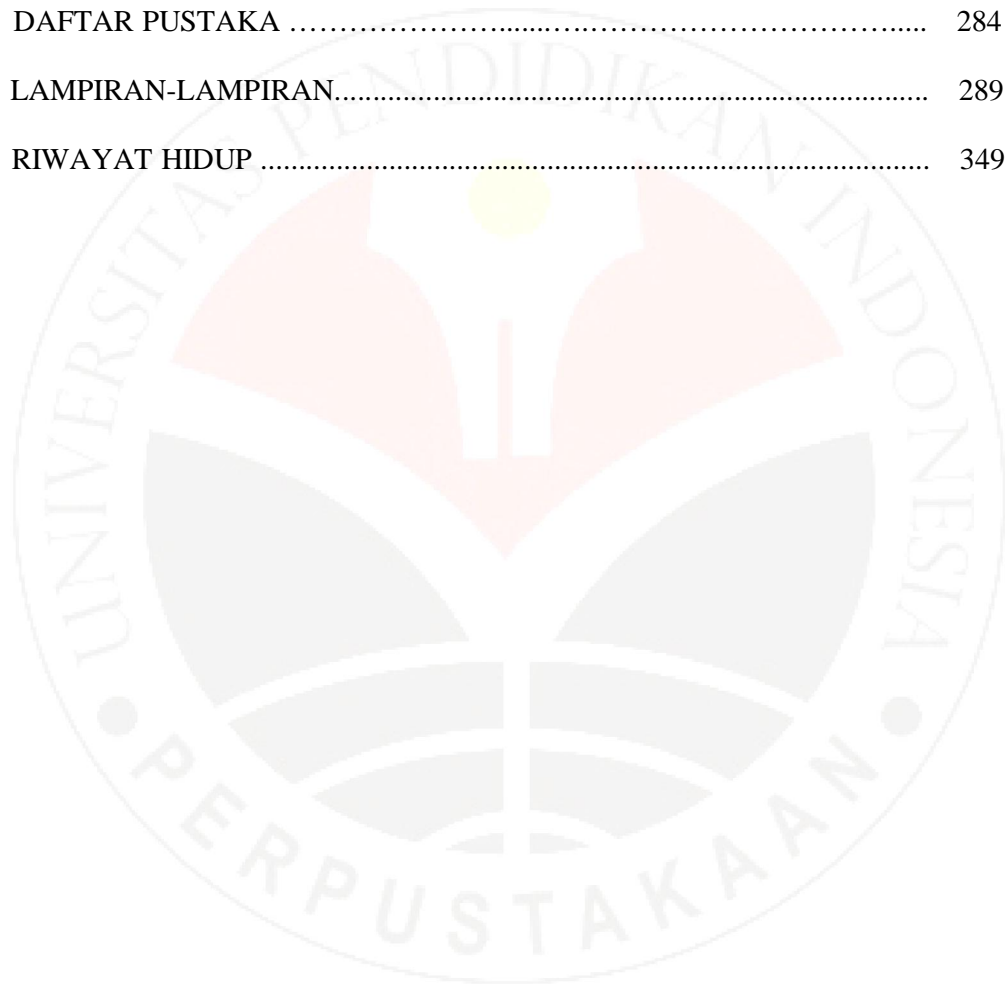 DAFTAR PUSTAKA …………………......….………………………….... 284
LAMPIRAN-LAMPIRAN................................................................................ 289
RIWAYAT HIDUP .......................................................................................... 349
UNIVERSITAS PENDIDIKAN INDONESIA
PERPUSTAKAAN